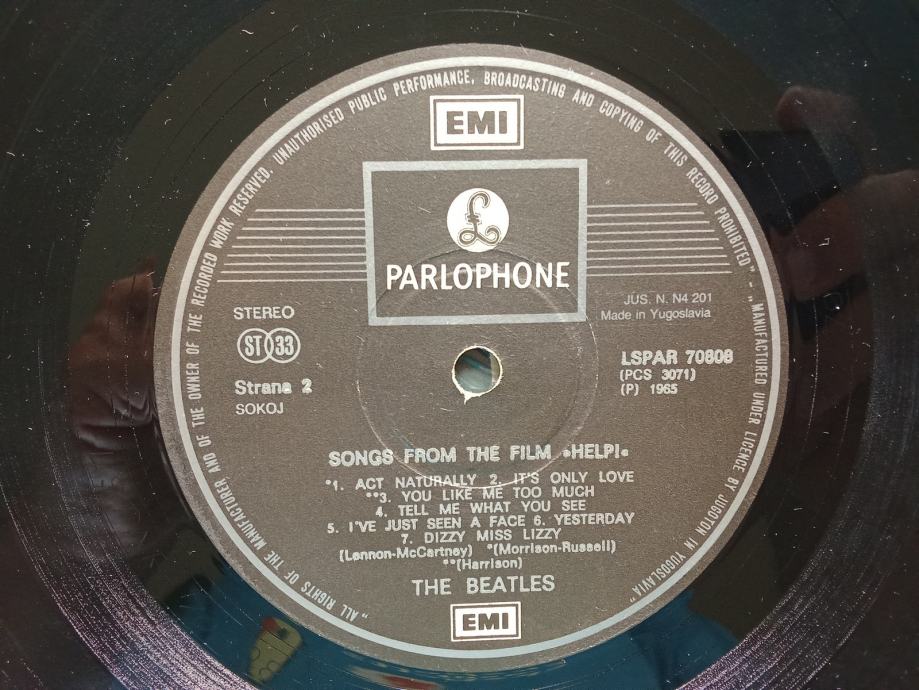 „ALL RIGHTS OF THE MANUFACTURER AND OF THE OWNER OF THE RECORDED WORK RESERVED. UNAUTHORISED PUBLIC PERFORMANCE, BROADCASTING AND COPYING OF THIS RECORD PROHIBITED” - „MANUFACTURED UNDER LICENCE BY JUGOTON IN YUGOSLAVIA”
EMI
£
PARLOPHONE
STEREO
ST 33
Strana 2
SOKOJ
JUS. N. N4 201
Made in Yugoslavia
LSPAR 70808
(PCS 3071)
(P) 1965
SONGS FROM THE FILM »HELP!«
*1. ACT NATURALLY 2. IT'S ONLY LOVE
**3. YOU LIKE ME TOO MUCH
4. TELL ME WHAT YOU SEE
5. I'VE JUST SEEN A FACE 6. YESTERDAY
7. DIZZY MISS LIZZY
(Lennon-McCartney) *(Morrison-Russell)
**(Harrison)
THE BEATLES
EMI